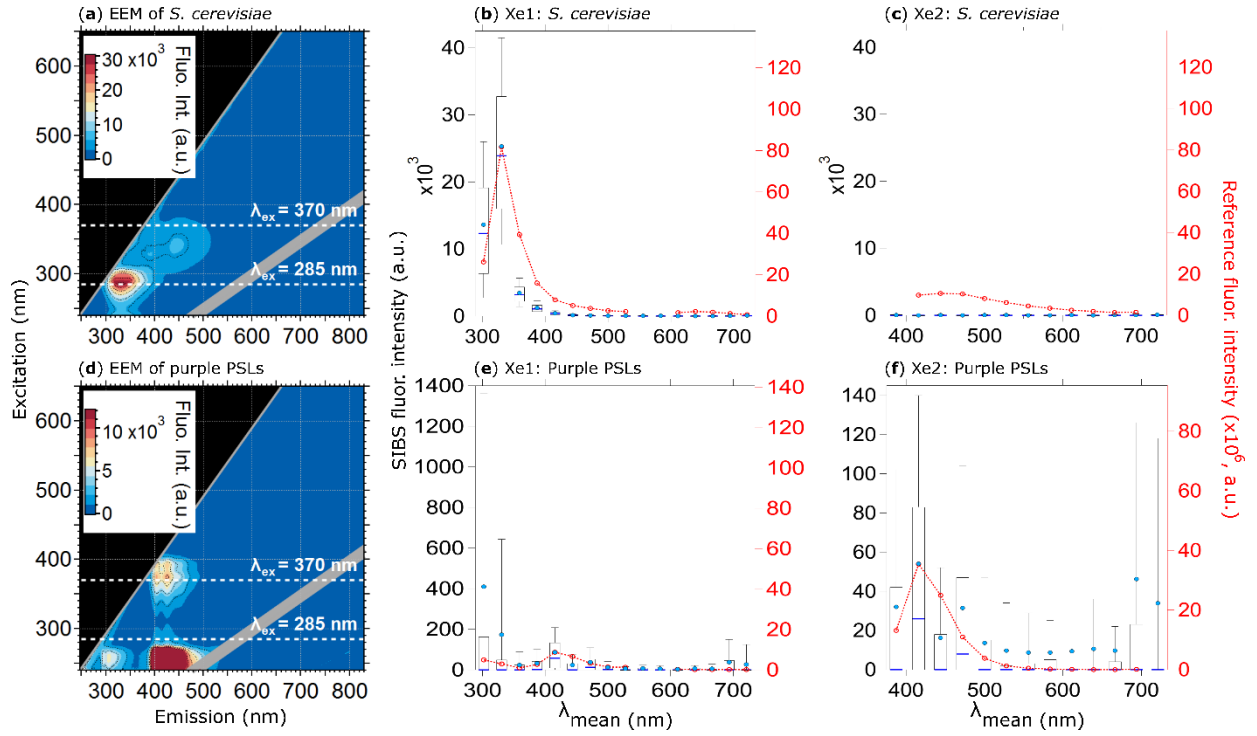 (a) EEM of S. cerevisiae
(b) Xe1: S. cerevisiae
(c) Xe2: S. cerevisiae
600
500
400
300
30 x10³
20
10
0
Fluo. Int. (a.u.)
λex = 370 nm
λex = 285 nm
300 400 500 600 700 800
40
30
20
10
0
x10³
120
100
80
60
40
20
0
300 400 500 600 700
40
30
20
10
0
x10³
120
100
80
60
40
20
0
400 500 600 700
Excitation (nm)
SIBS fluor. intensity (a.u.)
Reference fluor. intensity (x10⁶, a.u.)
(d) EEM of purple PSLs
(e) Xe1: Purple PSLs
(f) Xe2: Purple PSLs
600
500
400
300
10 x10³
5
0
Fluo. Int. (a.u.)
λex = 370 nm
λex = 285 nm
300 400 500 600 700 800
Emission (nm)
1400
1200
1000
800
600
400
200
0
140
120
100
80
60
40
20
0
300 400 500 600 700
λmean (nm)
140
120
100
80
60
40
20
0
80
60
40
20
0
400 500 600 700
λmean (nm)